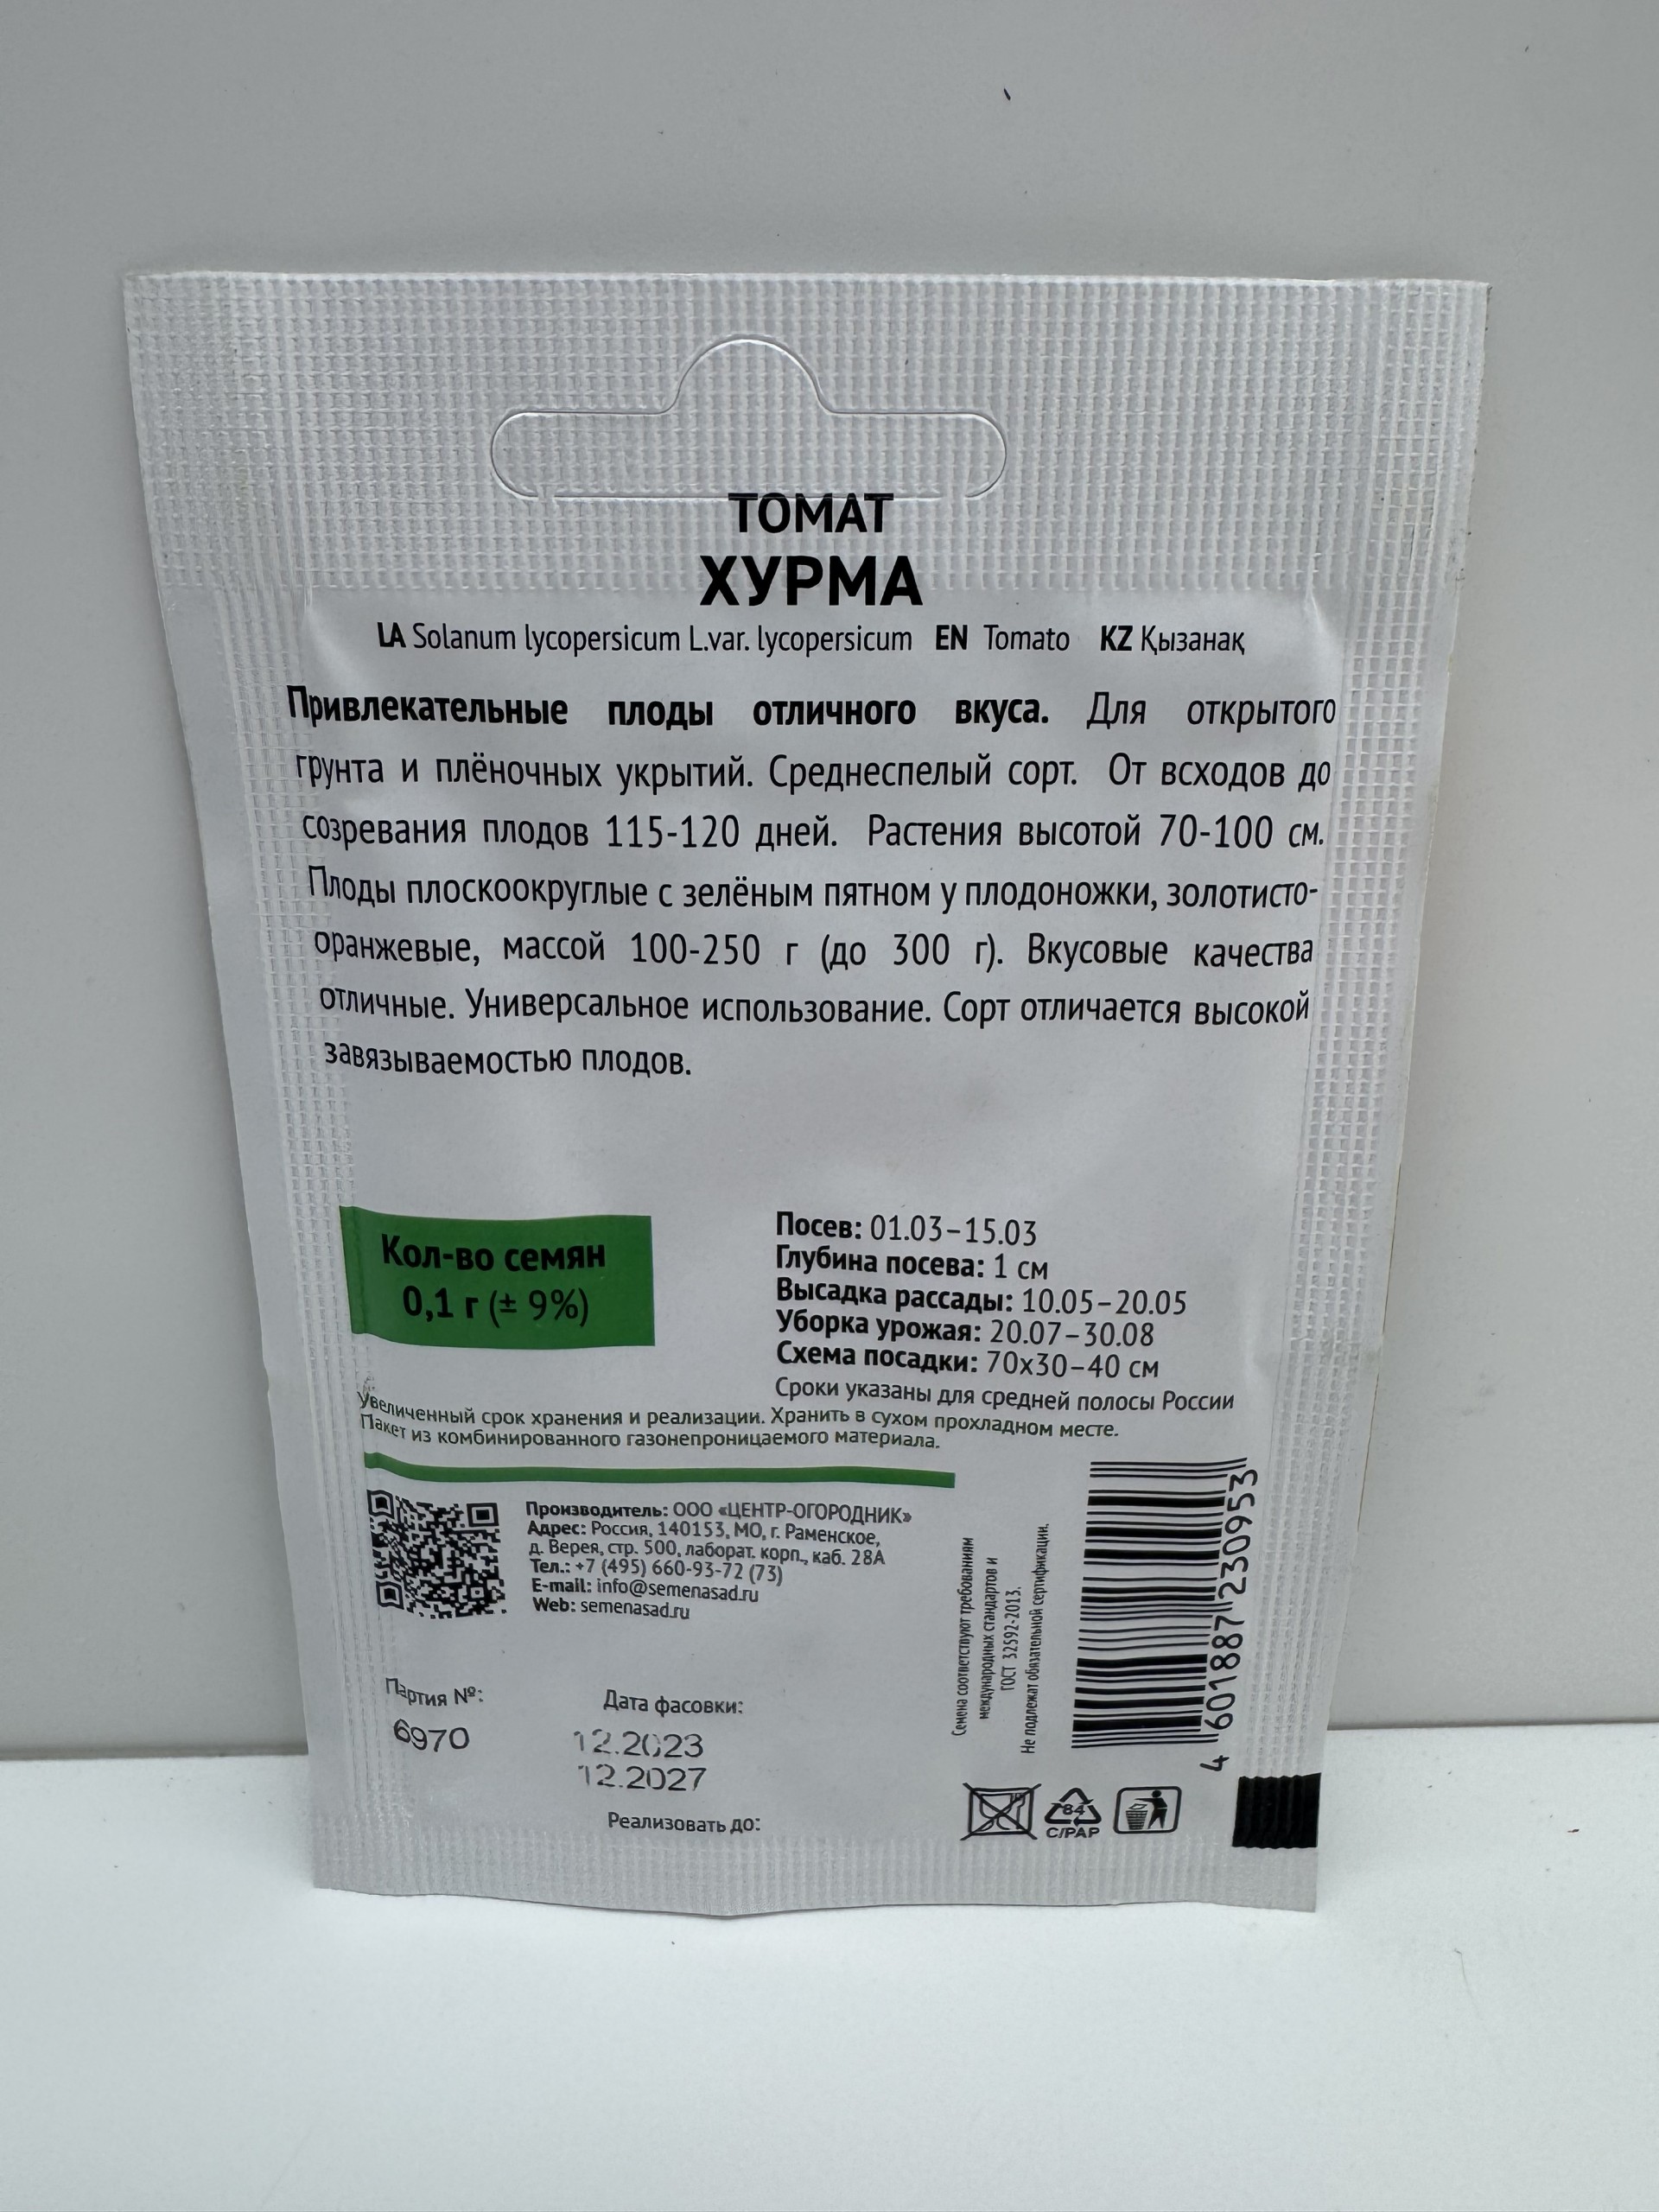 ТОМАТ
ХУРМА
LA Solanum lycopersicum L.var. lycopersicum EN Tomato KZ Қызанақ
Привлекательные плоды отличного вкуса. Для открытого
грунта и плёночных укрытий. Среднеспелый сорт. От всходов до
созревания плодов 115-120 дней. Растения высотой 70-100 см.
Плоды плоскоокруглые с зелёным пятном у плодоножки, золотисто-
оранжевые, массой 100-250 г (до 300 г). Вкусовые качества
отличные. Универсальное использование. Сорт отличается высокой
завязываемостью плодов.
Кол-во семян
0,1 г (± 9%)
Посев: 01.03–15.03
Глубина посева: 1 см
Высадка рассады: 10.05–20.05
Уборка урожая: 20.07–30.08
Схема посадки: 70х30–40 см
Сроки указаны для средней полосы России
Увеличенный срок хранения и реализации. Хранить в сухом прохладном месте.
Пакет из комбинированного газонепроницаемого материала.
Производитель: ООО «ЦЕНТР-ОГОРОДНИК»
Адрес: Россия, 140153, МО, г. Раменское,
д. Верея, стр. 500, лаборат. корп., каб. 28А
Тел.: +7 (495) 660-93-72 (73)
E-mail: info@semenasad.ru
Web: semenasad.ru
Семена соответствуют требованиям
международных стандартов и
ГОСТ 32592-2013.
Не подлежат обязательной сертификации.
4 601887 230953
Партия №:
6970
Дата фасовки:
12.2023
12.2027
Реализовать до:
84
C/PAP